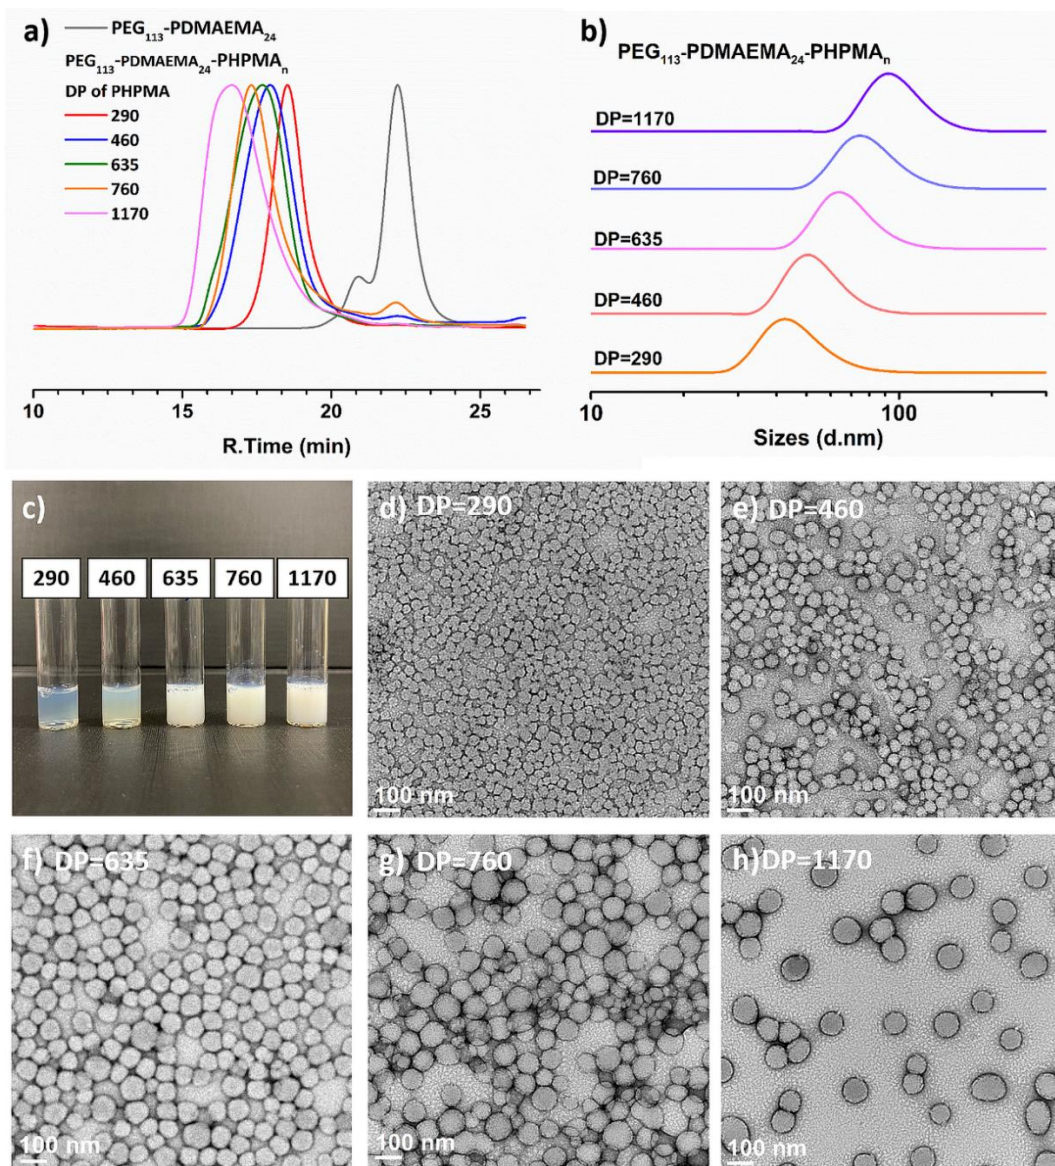 a)
PEG₁₁₃-PDMAEMA₂₄
PEG₁₁₃-PDMAEMA₂₄-PHPMAₙ
DP of PHPMA
290
460
635
760
1170
10
15
20
25
R.Time (min)
b)
PEG₁₁₃-PDMAEMA₂₄-PHPMAₙ
DP=1170
DP=760
DP=635
DP=460
DP=290
10
100
Sizes (d.nm)
c)
290 460 635 760 1170
d) DP=290
100 nm
e) DP=460
100 nm
f) DP=635
100 nm
g) DP=760
100 nm
h)DP=1170
100 nm